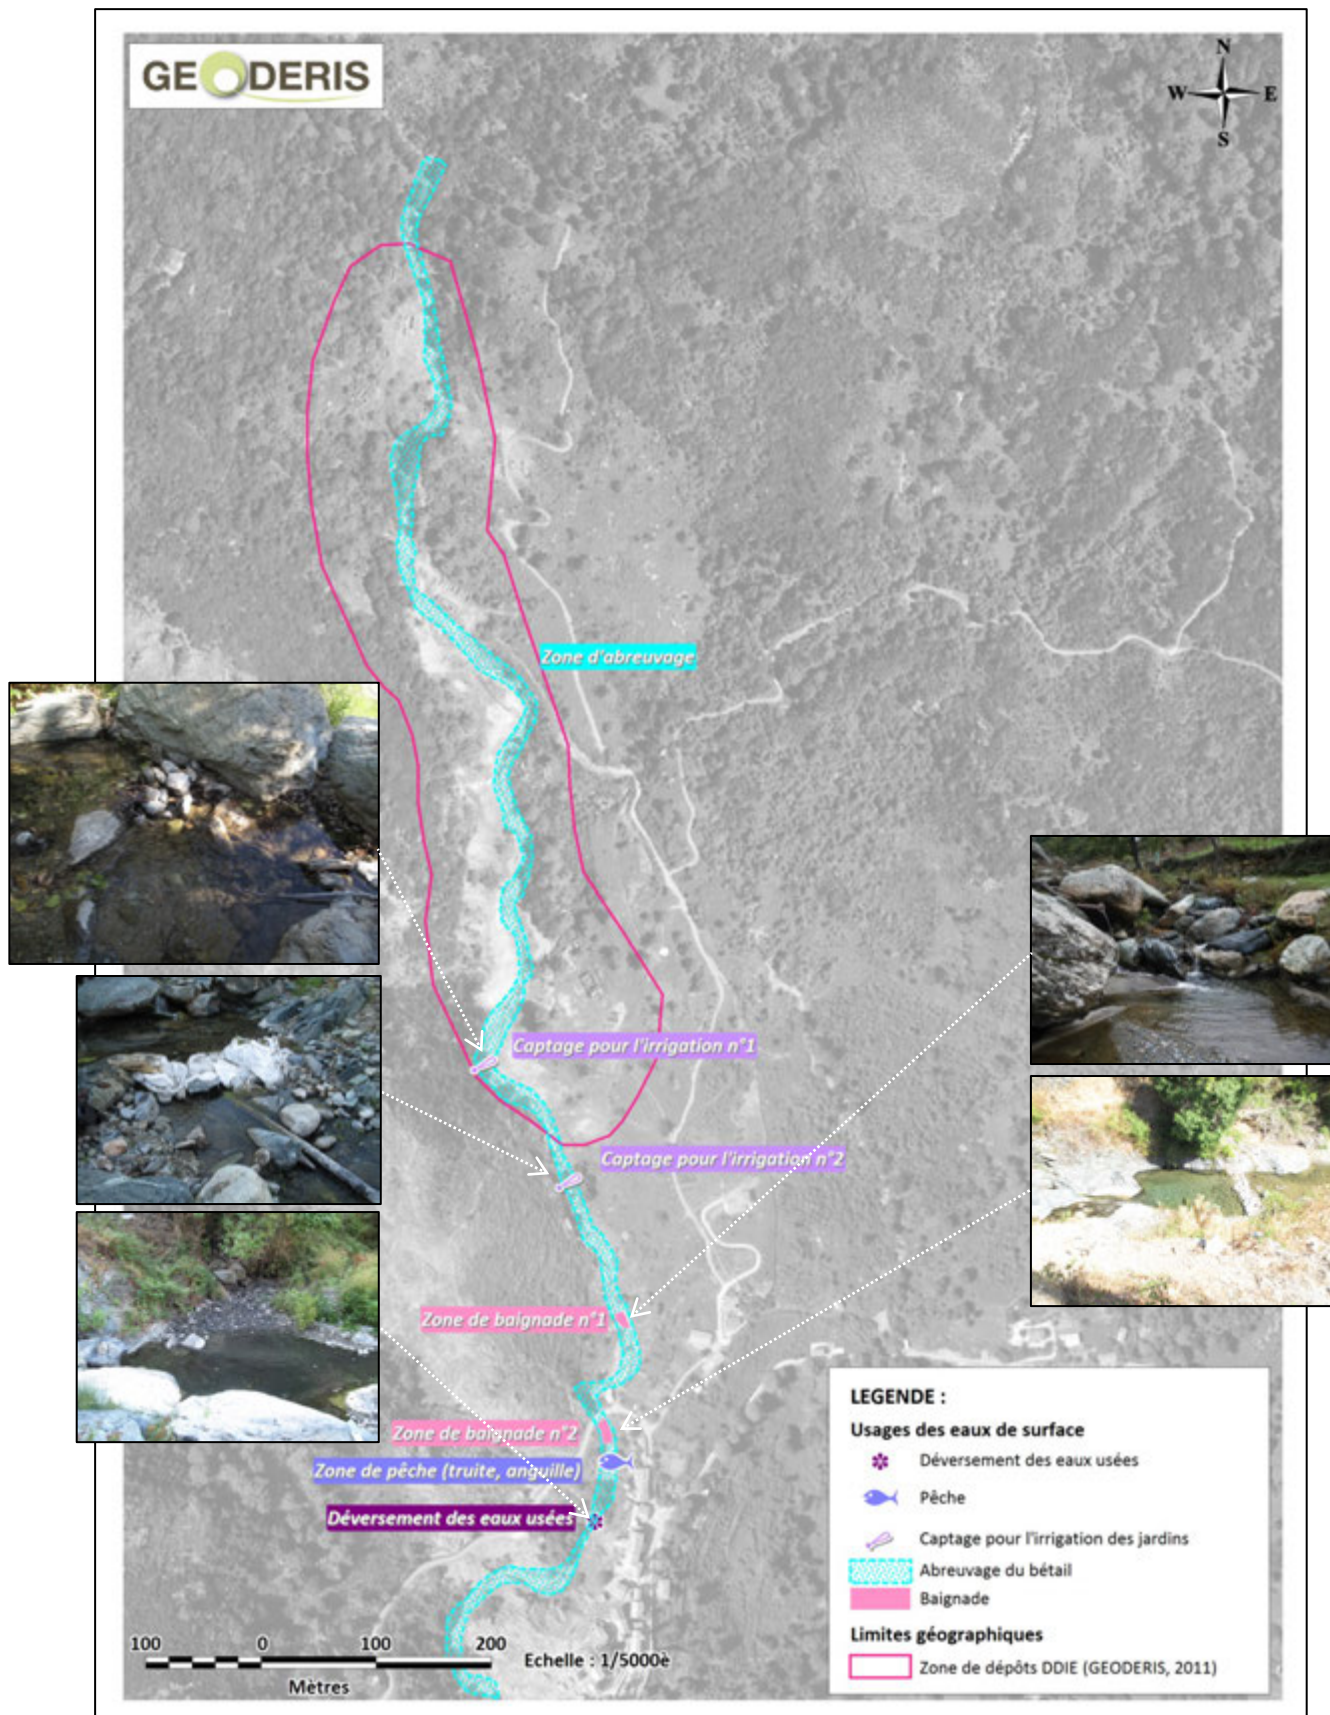 GEODERIS
N
W E
S
Zone d'abreuvage
Captage pour l'irrigation n°1
Captage pour l'irrigation n°2
Zone de baignade n°1
Zone de baignade n°2
Zone de pêche (truite, anguille)
Déversement des eaux usées
LEGENDE :
Usages des eaux de surface
Déversement des eaux usées
Pêche
Captage pour l'irrigation des jardins
Abreuvage du bétail
Baignade
Limites géographiques
Zone de dépôts DDIE (GEODERIS, 2011)
100 0 100 200
Echelle : 1/5000è
Mètres